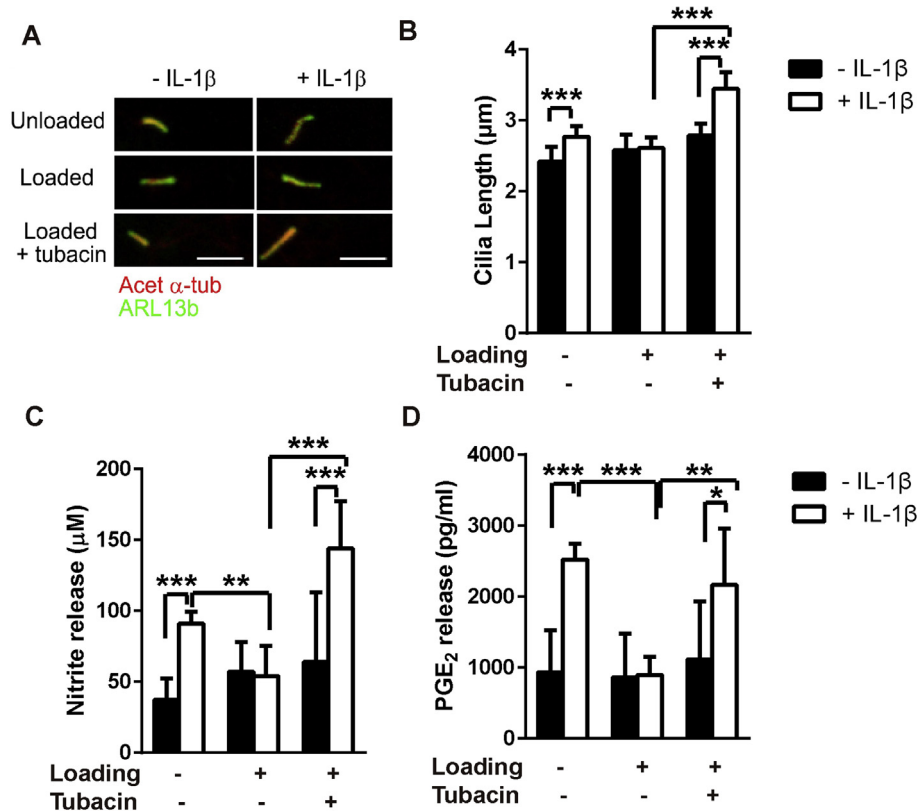 A
- IL-1β + IL-1β
Unloaded
Loaded
Loaded
+ tubacin
Acet α-tub
ARL13b
B
Cilia Length (μm)
4
3
2
1
0
***
***
***
- IL-1β
+ IL-1β
Loading - + +
Tubacin - - +
C
Nitrite release (μM)
200
150
100
50
0
***
**
***
***
Loading - + +
Tubacin - - +
D
PGE₂ release (pg/ml)
4000
3000
2000
1000
0
***
***
**
*
- IL-1β
+ IL-1β
Loading - + +
Tubacin - - +